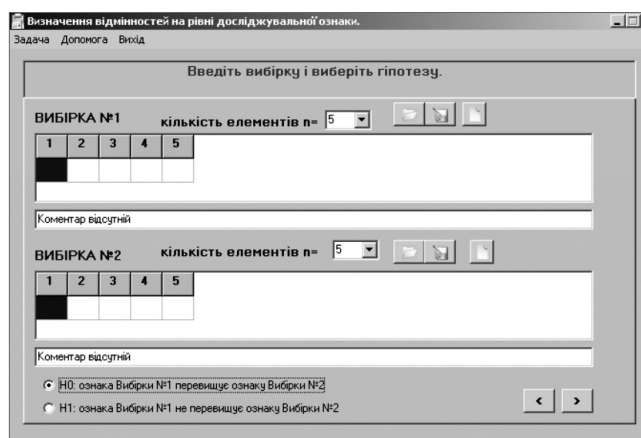 Визначення відмінностей на рівні досліджувальної ознаки.
Задача Допомога Вихід
Введіть вибірку і виберіть гіпотезу.
ВИБІРКА №1 кількість елементів n= 5
1 2 3 4 5
Коментар відсутній
ВИБІРКА №2 кількість елементів n= 5
1 2 3 4 5
Коментар відсутній
H0: ознака Вибірки №1 перевищує ознаку Вибірки №2
H1: ознака Вибірки №1 не перевищує ознаку Вибірки №2
< >